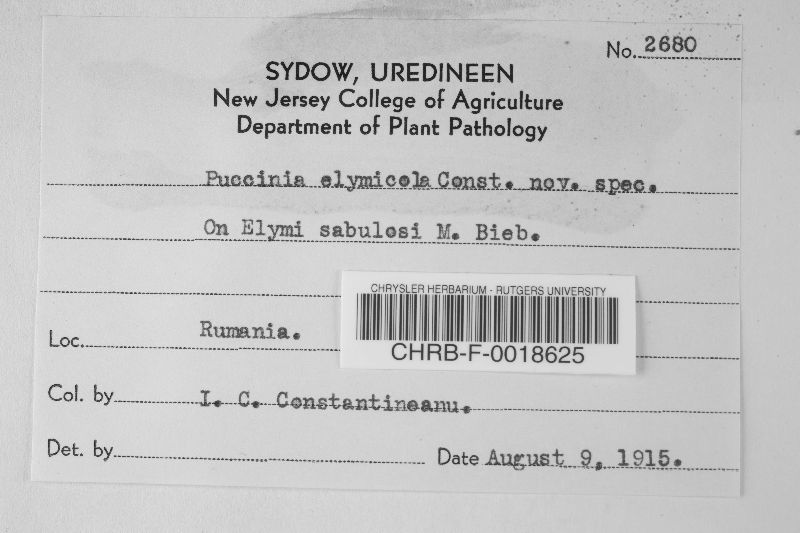 No. 2680
SYDOW, UREDINEEN
New Jersey College of Agriculture
Department of Plant Pathology
Puccinia elymicola Const. nov. spec.
On Elymi sabulosi M. Bieb.
CHRYSLER HERBARIUM - RUTGERS UNIVERSITY
CHRB-F-0018625
Loc. Rumania.
Col. by I. C. Constantineanu.
Det. by
Date August 9, 1915.